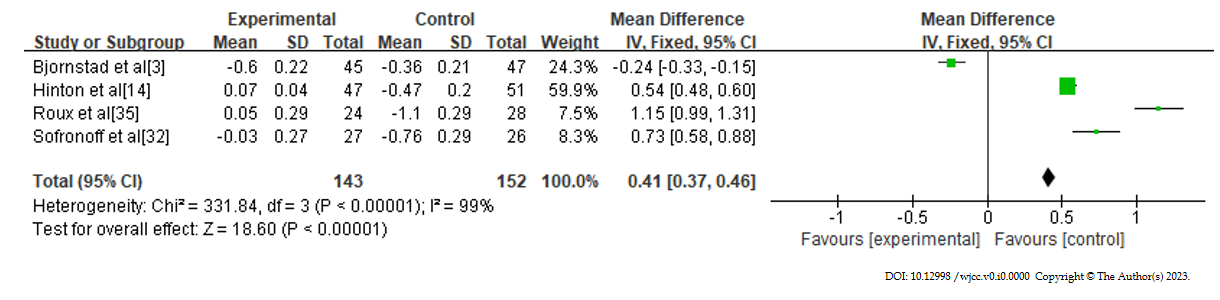 Experimental Control Mean Difference Mean Difference
Study or Subgroup Mean SD Total Mean SD Total Weight IV, Fixed, 95% CI IV, Fixed, 95% CI
Bjornstad et al[3] -0.6 0.22 45 -0.36 0.21 47 24.3% -0.24 [-0.33, -0.15]
Hinton et al[14] 0.07 0.04 47 -0.47 0.2 51 59.9% 0.54 [0.48, 0.60]
Roux et al[35] 0.05 0.29 24 -1.1 0.29 28 7.5% 1.15 [0.99, 1.31]
Sofronoff et al[32] -0.03 0.27 27 -0.76 0.29 26 8.3% 0.73 [0.58, 0.88]
Total (95% CI) 143 152 100.0% 0.41 [0.37, 0.46]
Heterogeneity: Chi² = 331.84, df = 3 (P < 0.00001); I² = 99%
Test for overall effect: Z = 18.60 (P < 0.00001)
-1 -0.5 0 0.5 1
Favours [experimental] Favours [control]
DOI: 10.12998 /wjcc.v0.i0.0000 Copyright © The Author(s) 2023.